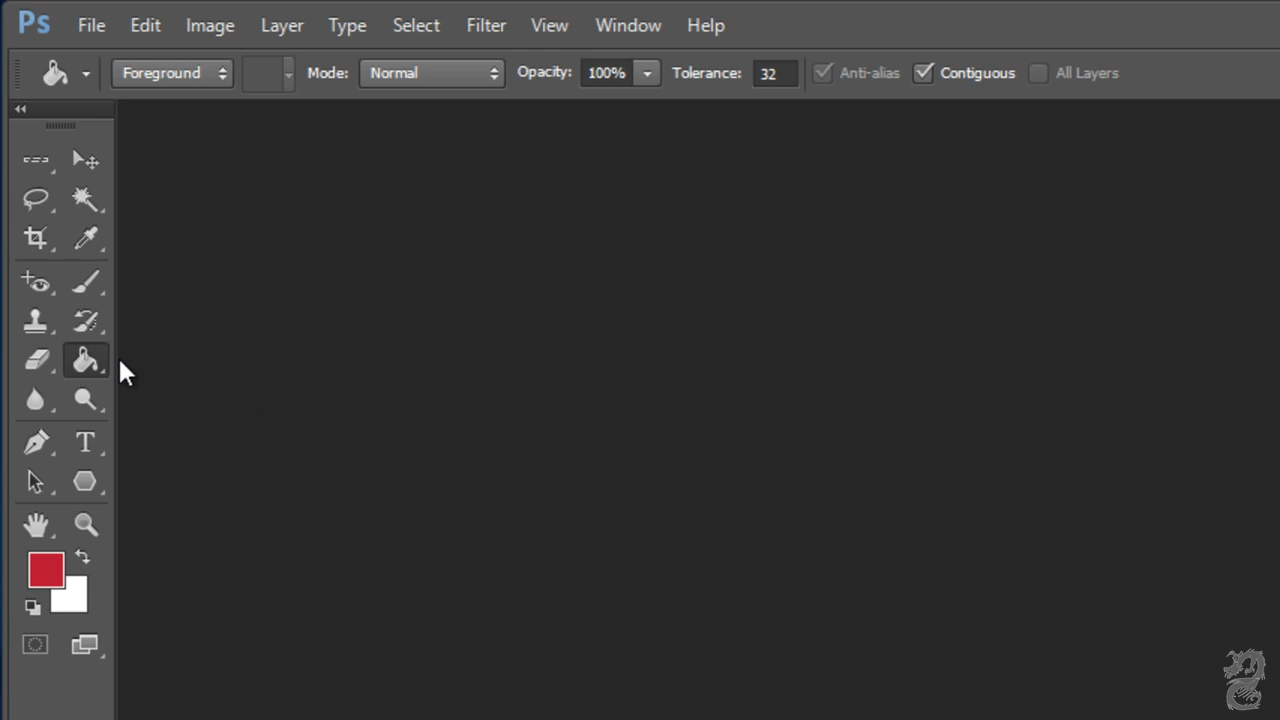 Ps File Edit Image Layer Type Select Filter View Window Help
Foreground Mode: Normal Opacity: 100% Tolerance: 32 Anti-alias Contiguous All Layers
T